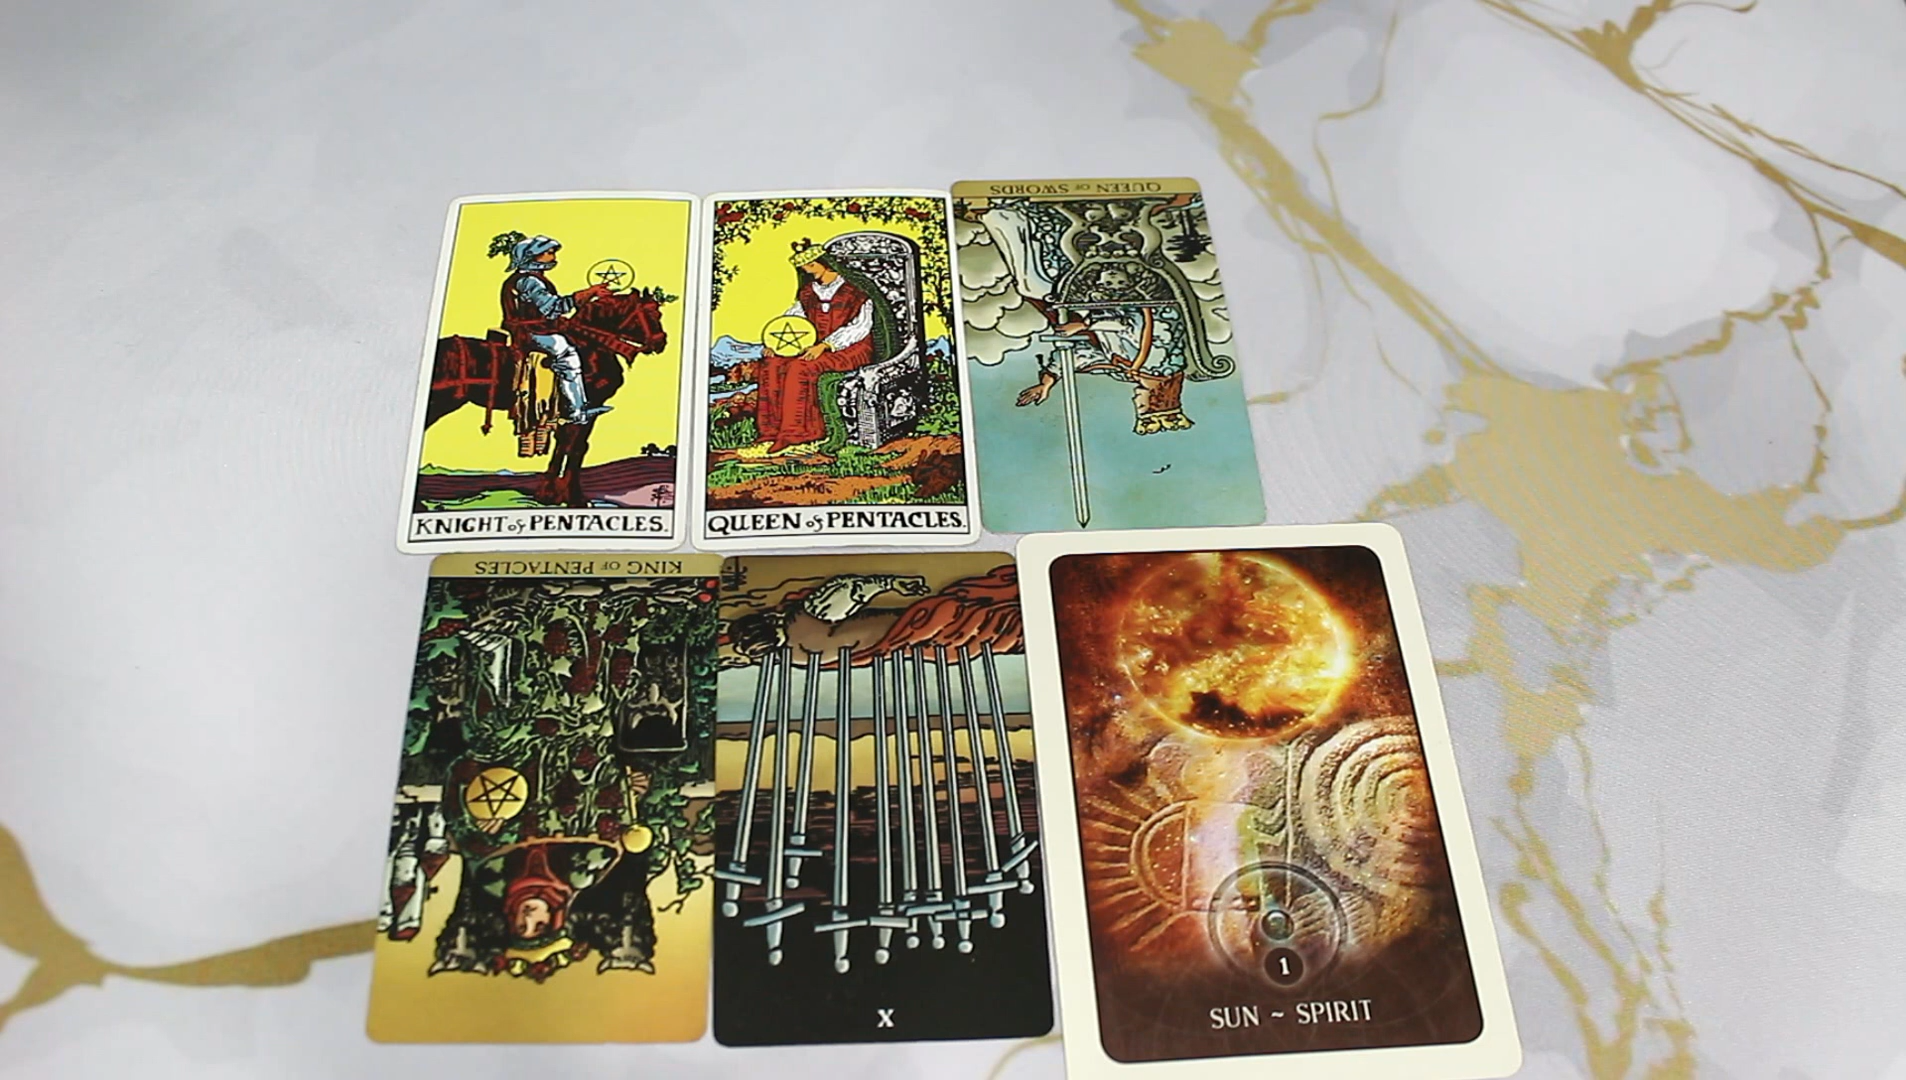 KNIGHT of PENTACLES.
QUEEN of PENTACLES.
QUEEN OF SWORDS
KING OF PENTACLES
X
1
SUN ~ SPIRIT